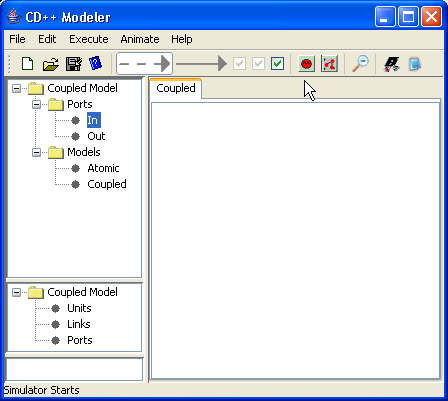 CD++ Modeler
File Edit Execute Animate Help
Coupled Model
Ports
In
Out
Models
Atomic
Coupled
Coupled
Coupled Model
Units
Links
Ports
Simulator Starts